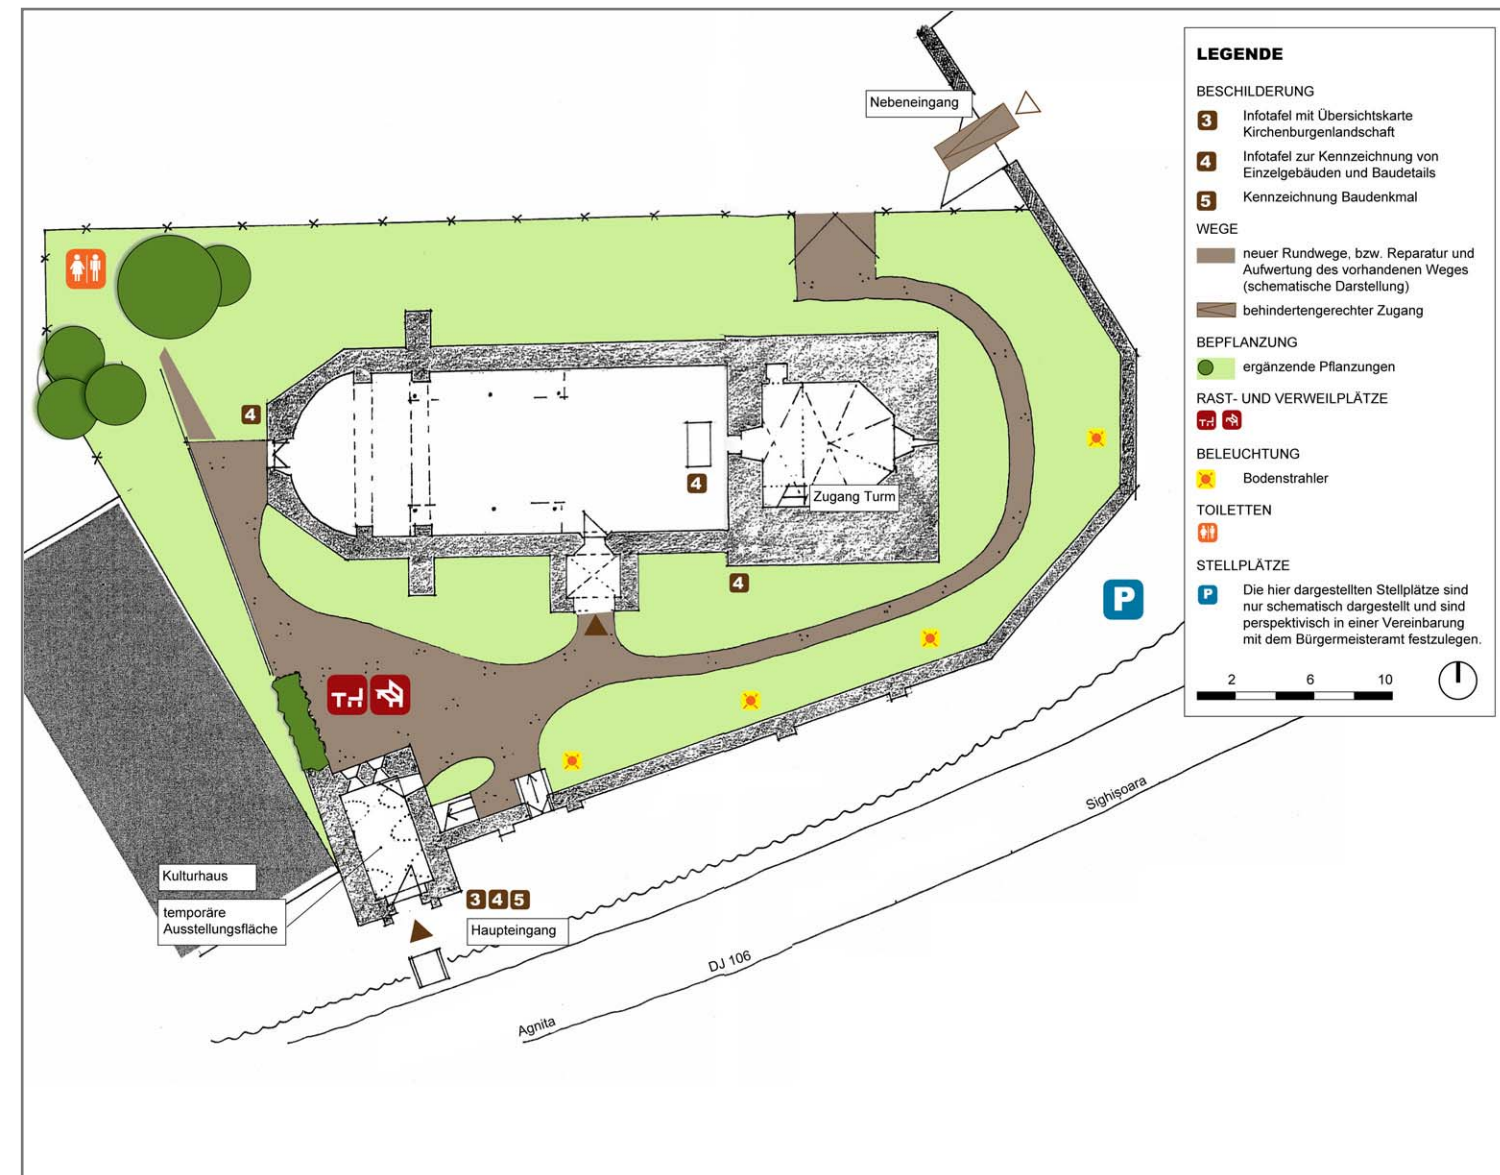 Nebeneingang
4
4
Zugang Turm
4
P
Kulturhaus
temporäre
Ausstellungsfläche
3 4 5
Haupteingang
Sighişoara
DJ 106
Agnita
LEGENDE
BESCHILDERUNG
3 Infotafel mit Übersichtskarte
Kirchenburgenlandschaft
4 Infotafel zur Kennzeichnung von
Einzelgebäuden und Baudetails
5 Kennzeichnung Baudenkmal
WEGE
neuer Rundwege, bzw. Reparatur und
Aufwertung des vorhandenen Weges
(schematische Darstellung)
behindertengerechter Zugang
BEPFLANZUNG
ergänzende Pflanzungen
RAST- UND VERWEILPLÄTZE
BELEUCHTUNG
Bodenstrahler
TOILETTEN
STELLPLÄTZE
P Die hier dargestellten Stellplätze sind
nur schematisch dargestellt und sind
perspektivisch in einer Vereinbarung
mit dem Bürgermeisteramt festzulegen.
2 6 10